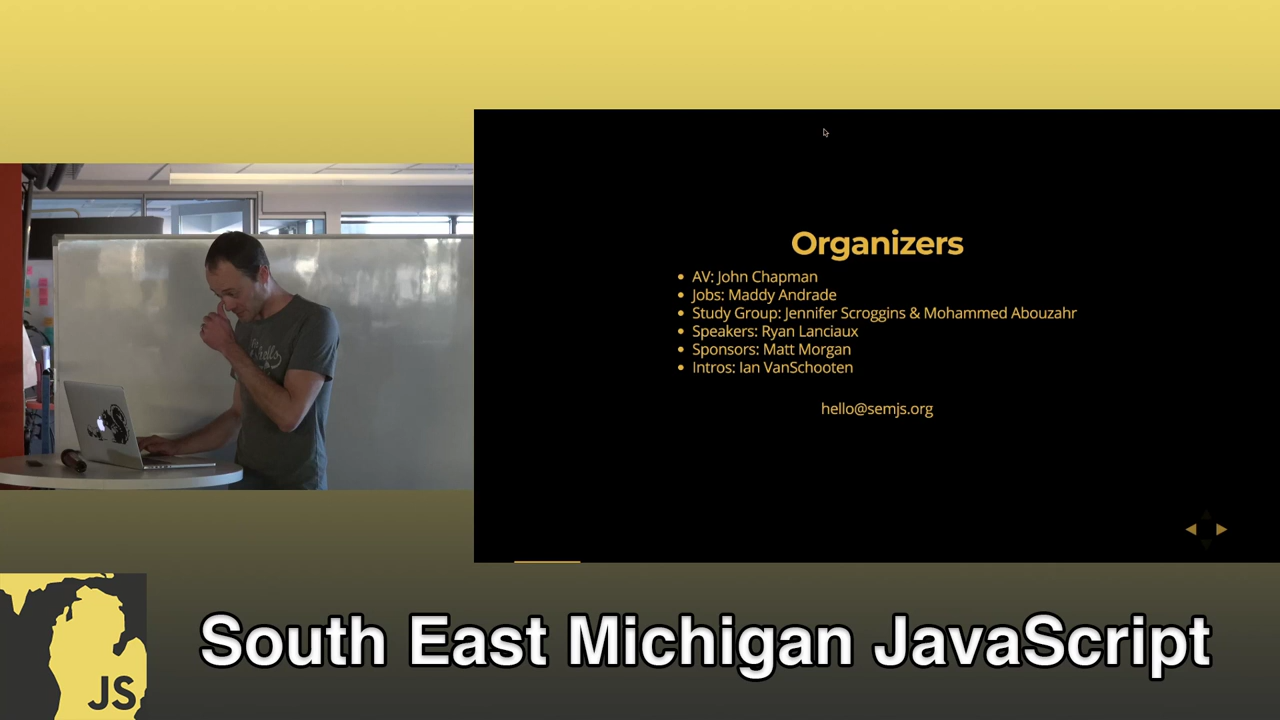 Organizers
AV: John Chapman
Jobs: Maddy Andrade
Study Group: Jennifer Scroggins & Mohammed Abouzahr
Speakers: Ryan Lanciaux
Sponsors: Matt Morgan
Intros: Ian VanSchooten
hello@semjs.org
JS
South East Michigan JavaScript